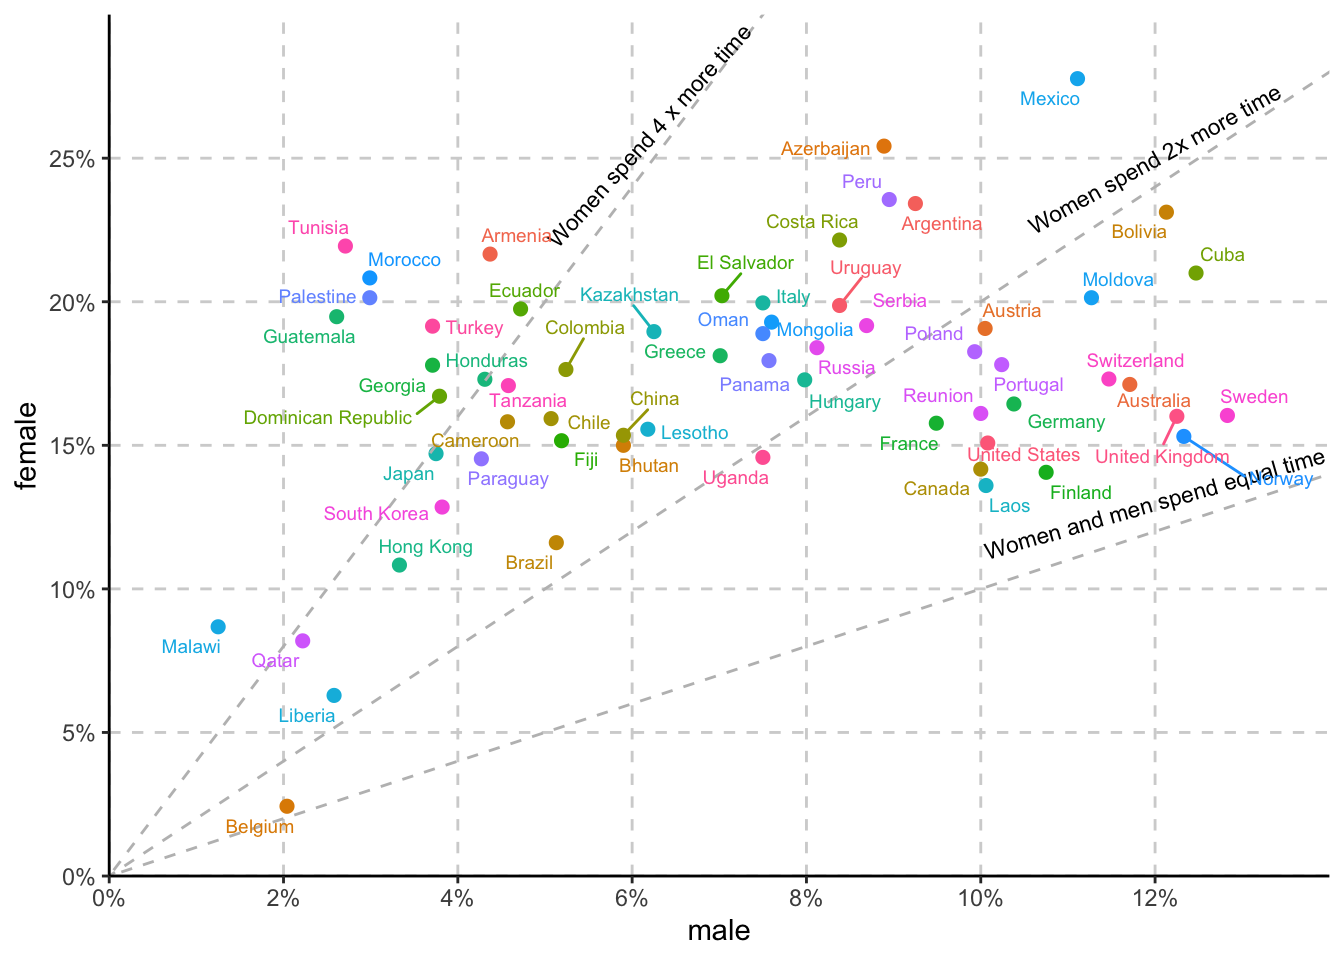 female
25%
20%
15%
10%
5%
0%
Women spend 4 x more time
Women spend 2x more time
Women and men spend equal time
Mexico
Azerbaijan
Peru
Argentina
Costa Rica
Bolivia
Tunisia
Armenia
Morocco
El Salvador
Uruguay
Cuba
Palestine
Ecuador
Kazakhstan
Italy
Serbia
Moldova
Guatemala
Turkey
Colombia
Oman
Mongolia
Poland
Austria
Honduras
Greece
Russia
Switzerland
Georgia
Panama
Portugal
Dominican Republic
Tanzania
China
Hungary
Reunion
Australia
Sweden
Cameroon
Chile
Lesotho
France
Germany
Japan
Fiji
Bhutan
United States
United Kingdom
Paraguay
Uganda
Canada
Finland
Norway
South Korea
Laos
Hong Kong
Brazil
Malawi
Qatar
Liberia
Belgium
0%
2%
4%
6%
8%
10%
12%
male